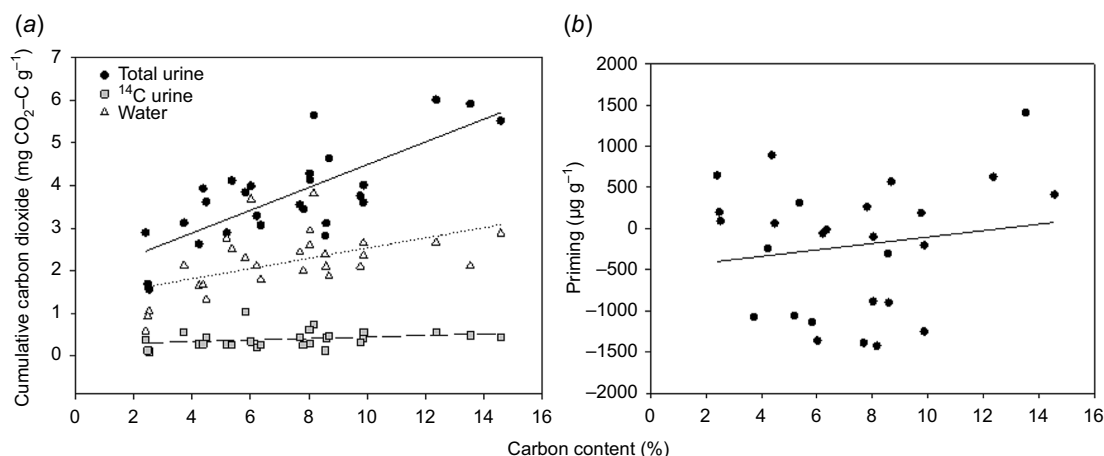 (a)
Cumulative carbon dioxide (mg CO₂–C g⁻¹)
7
6
5
4
3
2
1
0
Total urine
¹⁴C urine
Water
0 2 4 6 8 10 12 14 16
(b)
Priming (µg g⁻¹)
2000
1500
1000
500
0
–500
–1000
–1500
–2000
0 2 4 6 8 10 12 14 16
Carbon content (%)